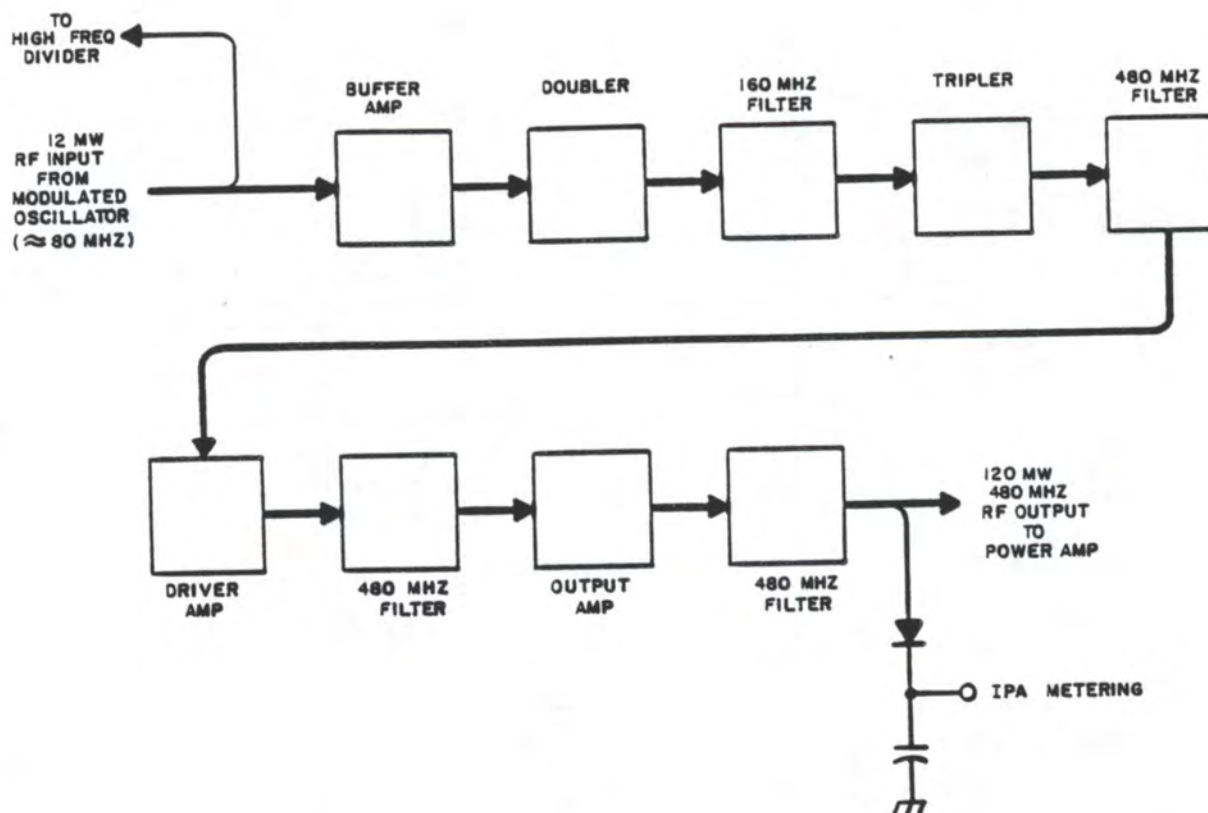 TO
HIGH FREQ
DIVIDER
12 MW
RF INPUT
FROM
MODULATED
OSCILLATOR
(≈80 MHZ)
BUFFER
AMP
DOUBLER
160 MHZ
FILTER
TRIPLER
480 MHZ
FILTER
DRIVER
AMP
480 MHZ
FILTER
OUTPUT
AMP
480 MHZ
FILTER
120 MW
480 MHZ
RF OUTPUT
TO
POWER AMP
IPA METERING